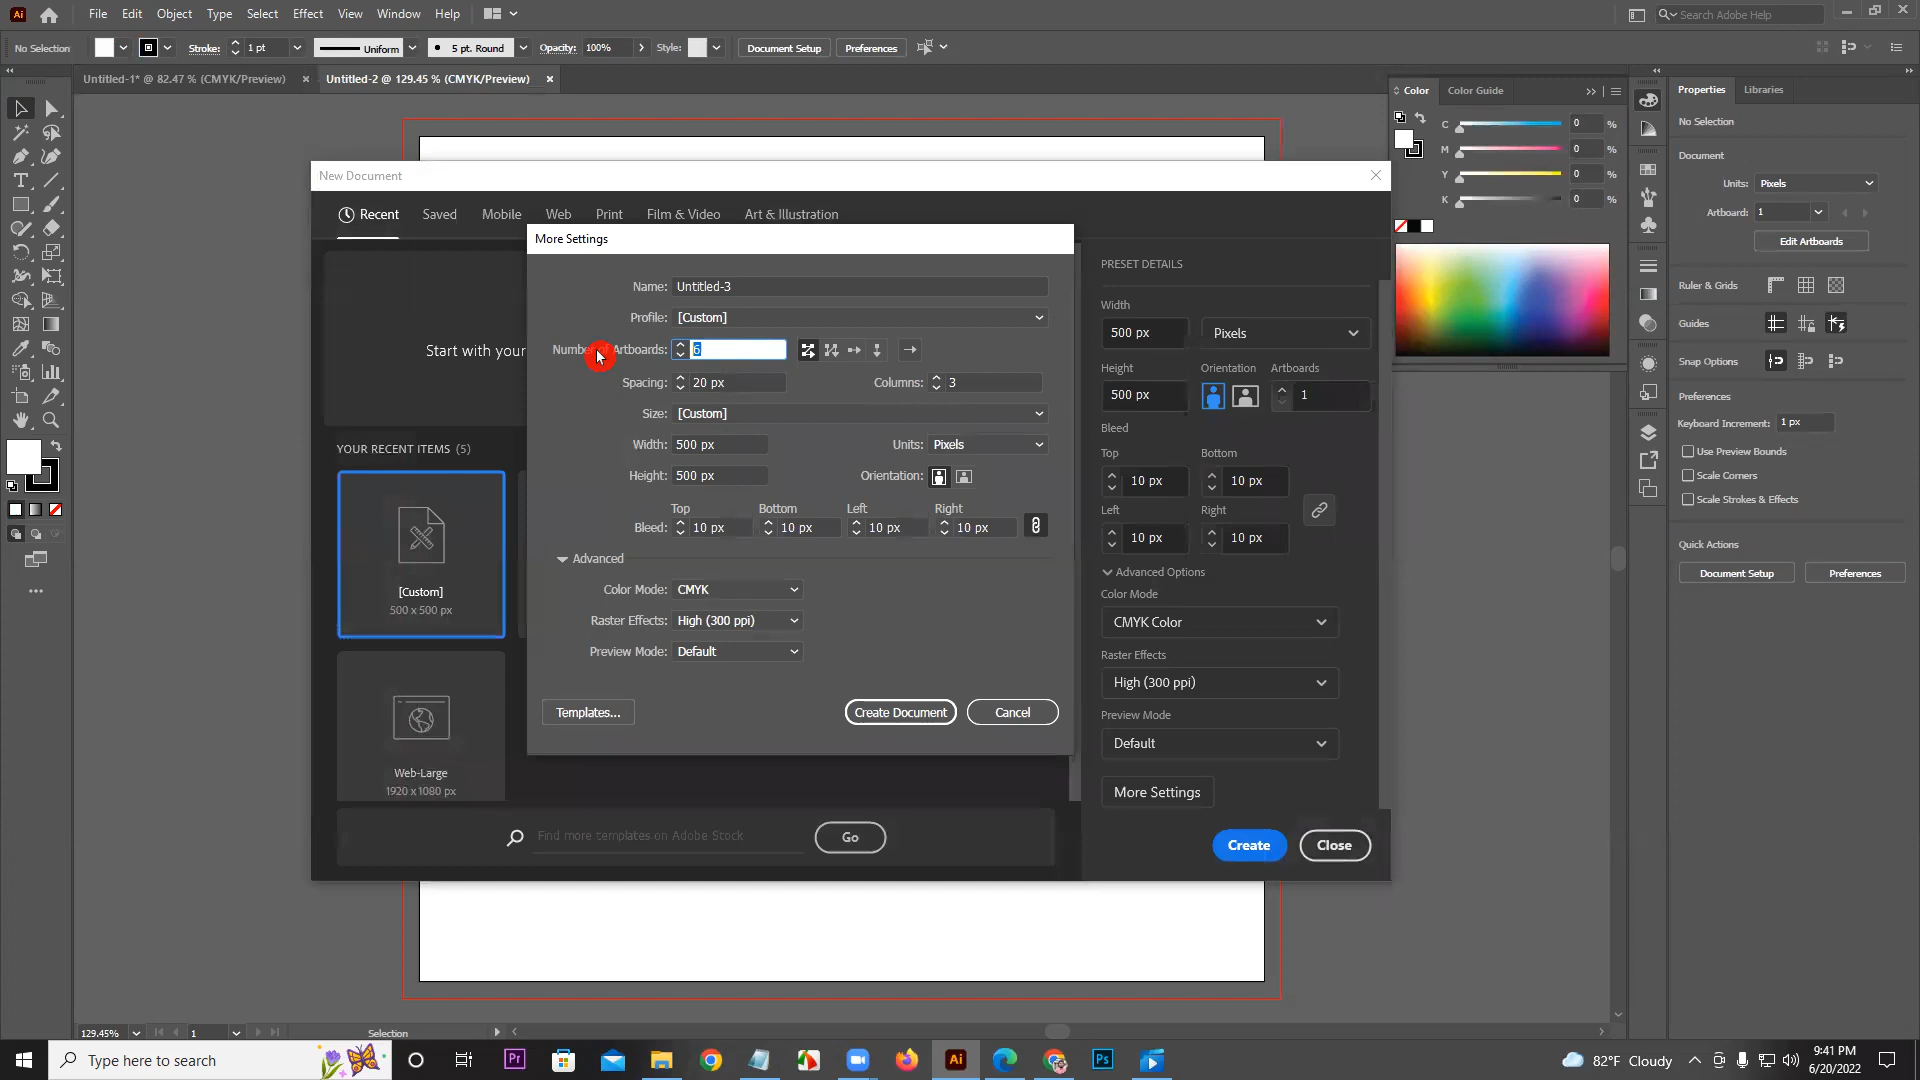 Ai File Edit Object Type Select Effect View Window Help Search Adobe Help
No Selection Stroke: 1 pt Uniform 5 pt. Round Opacity: 100% Style: Document Setup Preferences
Untitled-1* @ 82.47 % (CMYK/Preview) × Untitled-2 @ 129.45 % (CMYK/Preview) ×
Color Color Guide
C 0 %
M 0 %
Y 0 %
K 0 %
Properties Libraries
No Selection
Document
Units: Pixels
Artboard: 1
Edit Artboards
Ruler & Grids
Guides
Snap Options
Preferences
Keyboard Increment: 1 px
Use Preview Bounds
Scale Corners
Scale Strokes & Effects
Quick Actions
Document Setup Preferences
New Document
Recent Saved Mobile Web Print Film & Video Art & Illustration
Start with your
YOUR RECENT ITEMS (5)
[Custom]
500 x 500 px
Web-Large
1920 x 1080 px
Find more templates on Adobe Stock Go
More Settings
Name: Untitled-3
Profile: [Custom]
Number of Artboards: 6
Spacing: 20 px Columns: 3
Size: [Custom]
Width: 500 px Units: Pixels
Height: 500 px Orientation:
Top Bottom Left Right
Bleed: 10 px 10 px 10 px 10 px
Advanced
Color Mode: CMYK
Raster Effects: High (300 ppi)
Preview Mode: Default
Templates... Create Document Cancel
PRESET DETAILS
Width
500 px Pixels
Height Orientation Artboards
500 px 1
Bleed
Top Bottom
10 px 10 px
Left Right
10 px 10 px
Advanced Options
Color Mode
CMYK Color
Raster Effects
High (300 ppi)
Preview Mode
Default
More Settings
Create Close
129.45% 1 Selection
Type here to search Pr Ai Ps 82°F Cloudy 9:41 PM
6/20/2022